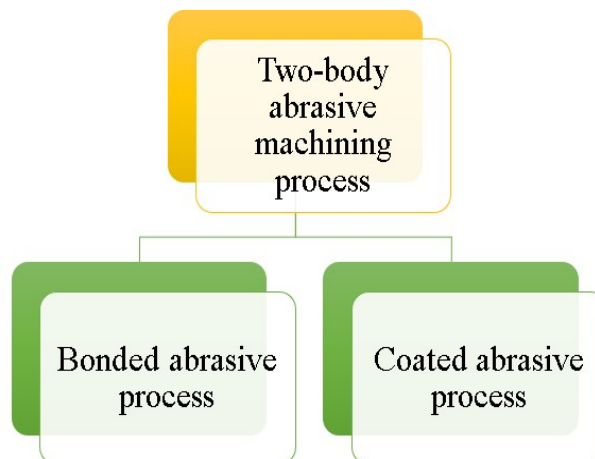 Two-body
abrasive
machining
process
Bonded abrasive
process
Coated abrasive
process